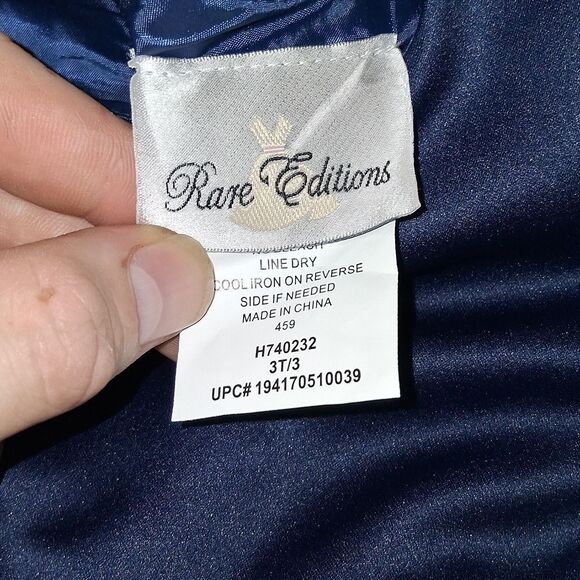 Rare Editions
LINE DRY
COOL IRON ON REVERSE
SIDE IF NEEDED
MADE IN CHINA
459
H740232
3T/3
UPC# 194170510039